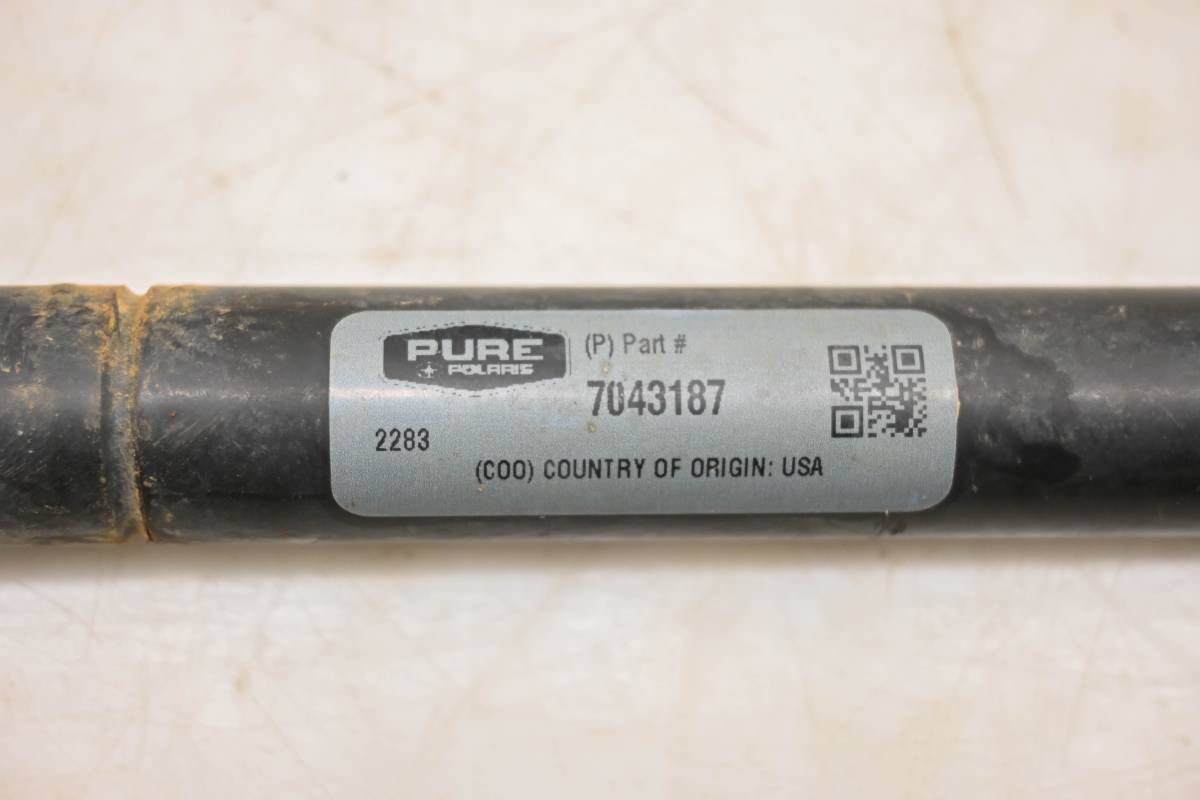 PURE
POLARIS
(P) Part #
7043187
2283
(COO) COUNTRY OF ORIGIN: USA